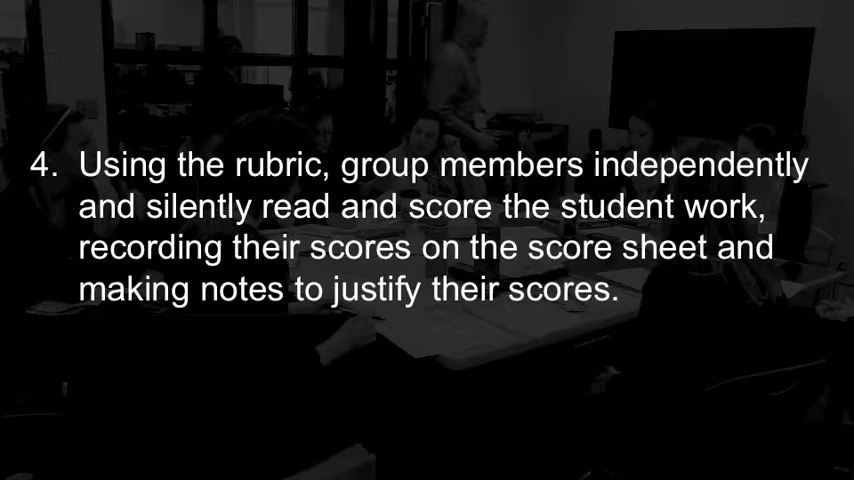 4. Using the rubric, group members independently
and silently read and score the student work,
recording their scores on the score sheet and
making notes to justify their scores.